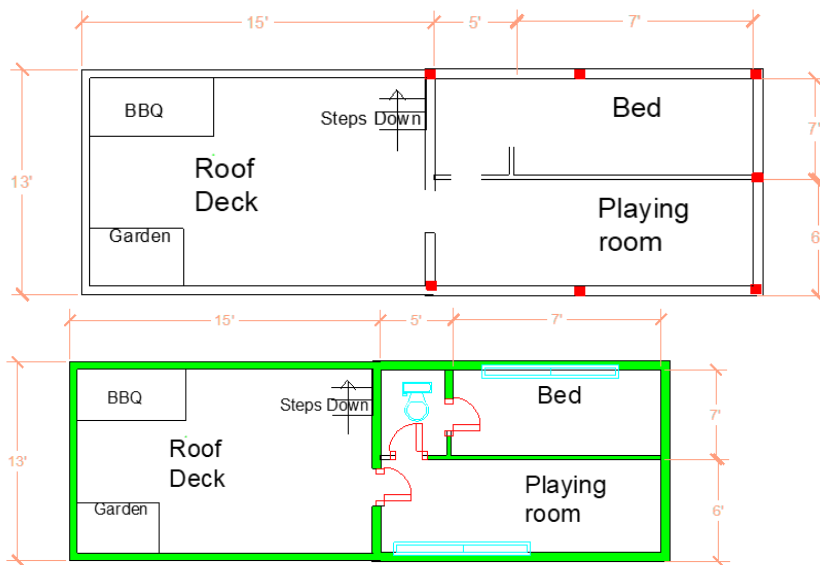 15'
5'
7'
BBQ
Steps Down
Bed
7'
Roof
Deck
13'
Garden
Playing
room
6'
15'
5'
7'
BBQ
Steps Down
Bed
7'
Roof
Deck
13'
Garden
Playing
room
6'